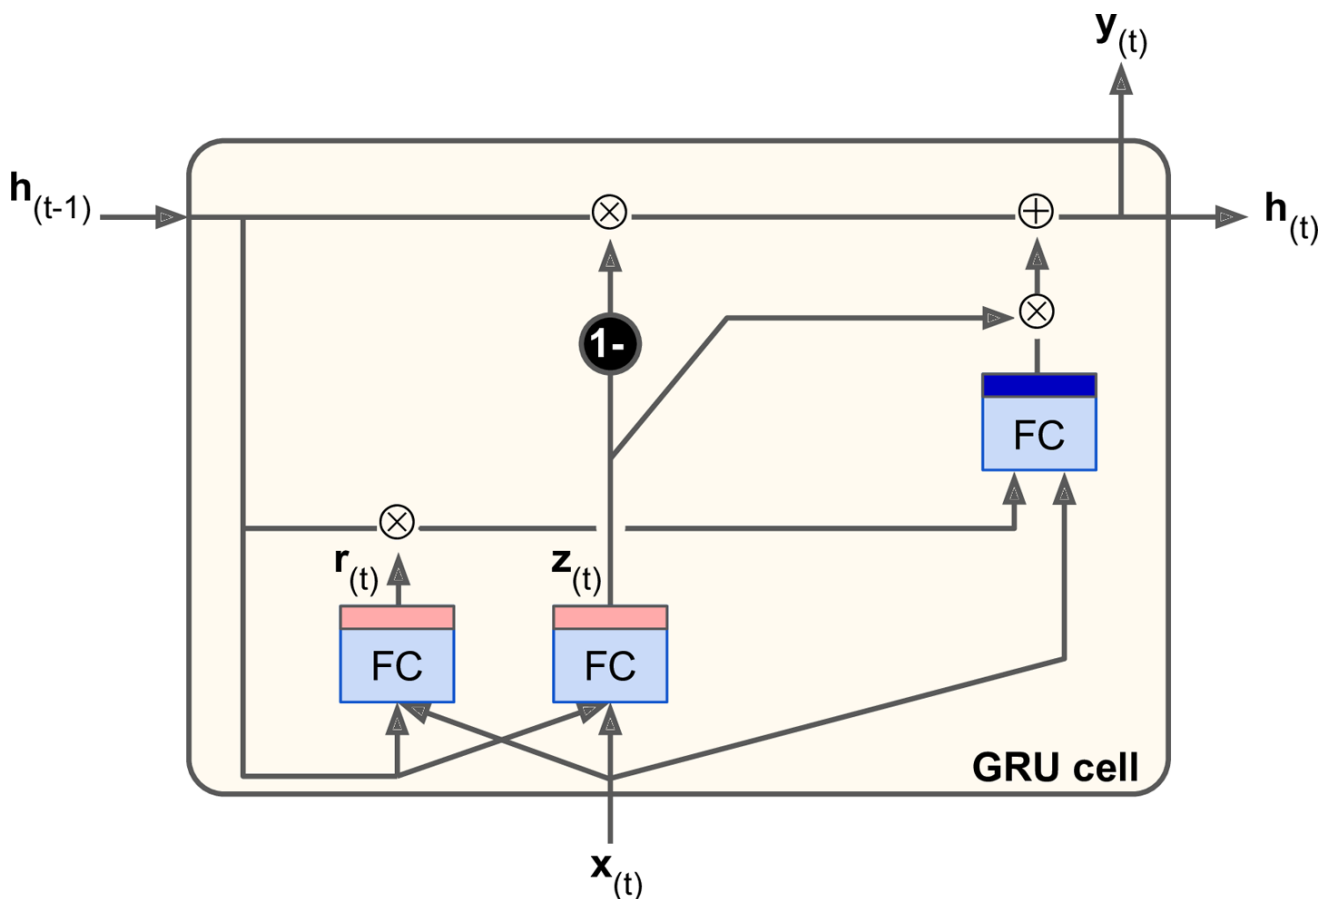 y(t)
h(t-1)
h(t)
1-
FC
r(t)
z(t)
FC
FC
GRU cell
x(t)